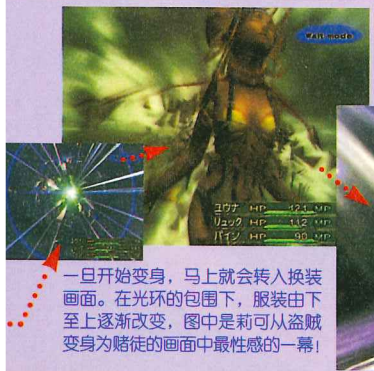 WAIT mode
ユウナ HP 121 MP
リュック HP 112 MP
パイン HP 90 MP
一旦开始变身，马上就会转入换装
画面。在光环的包围下，服装由下
至上逐渐改变，图中是莉可从盗贼
变身为赌徒的画面中最性感的一幕！